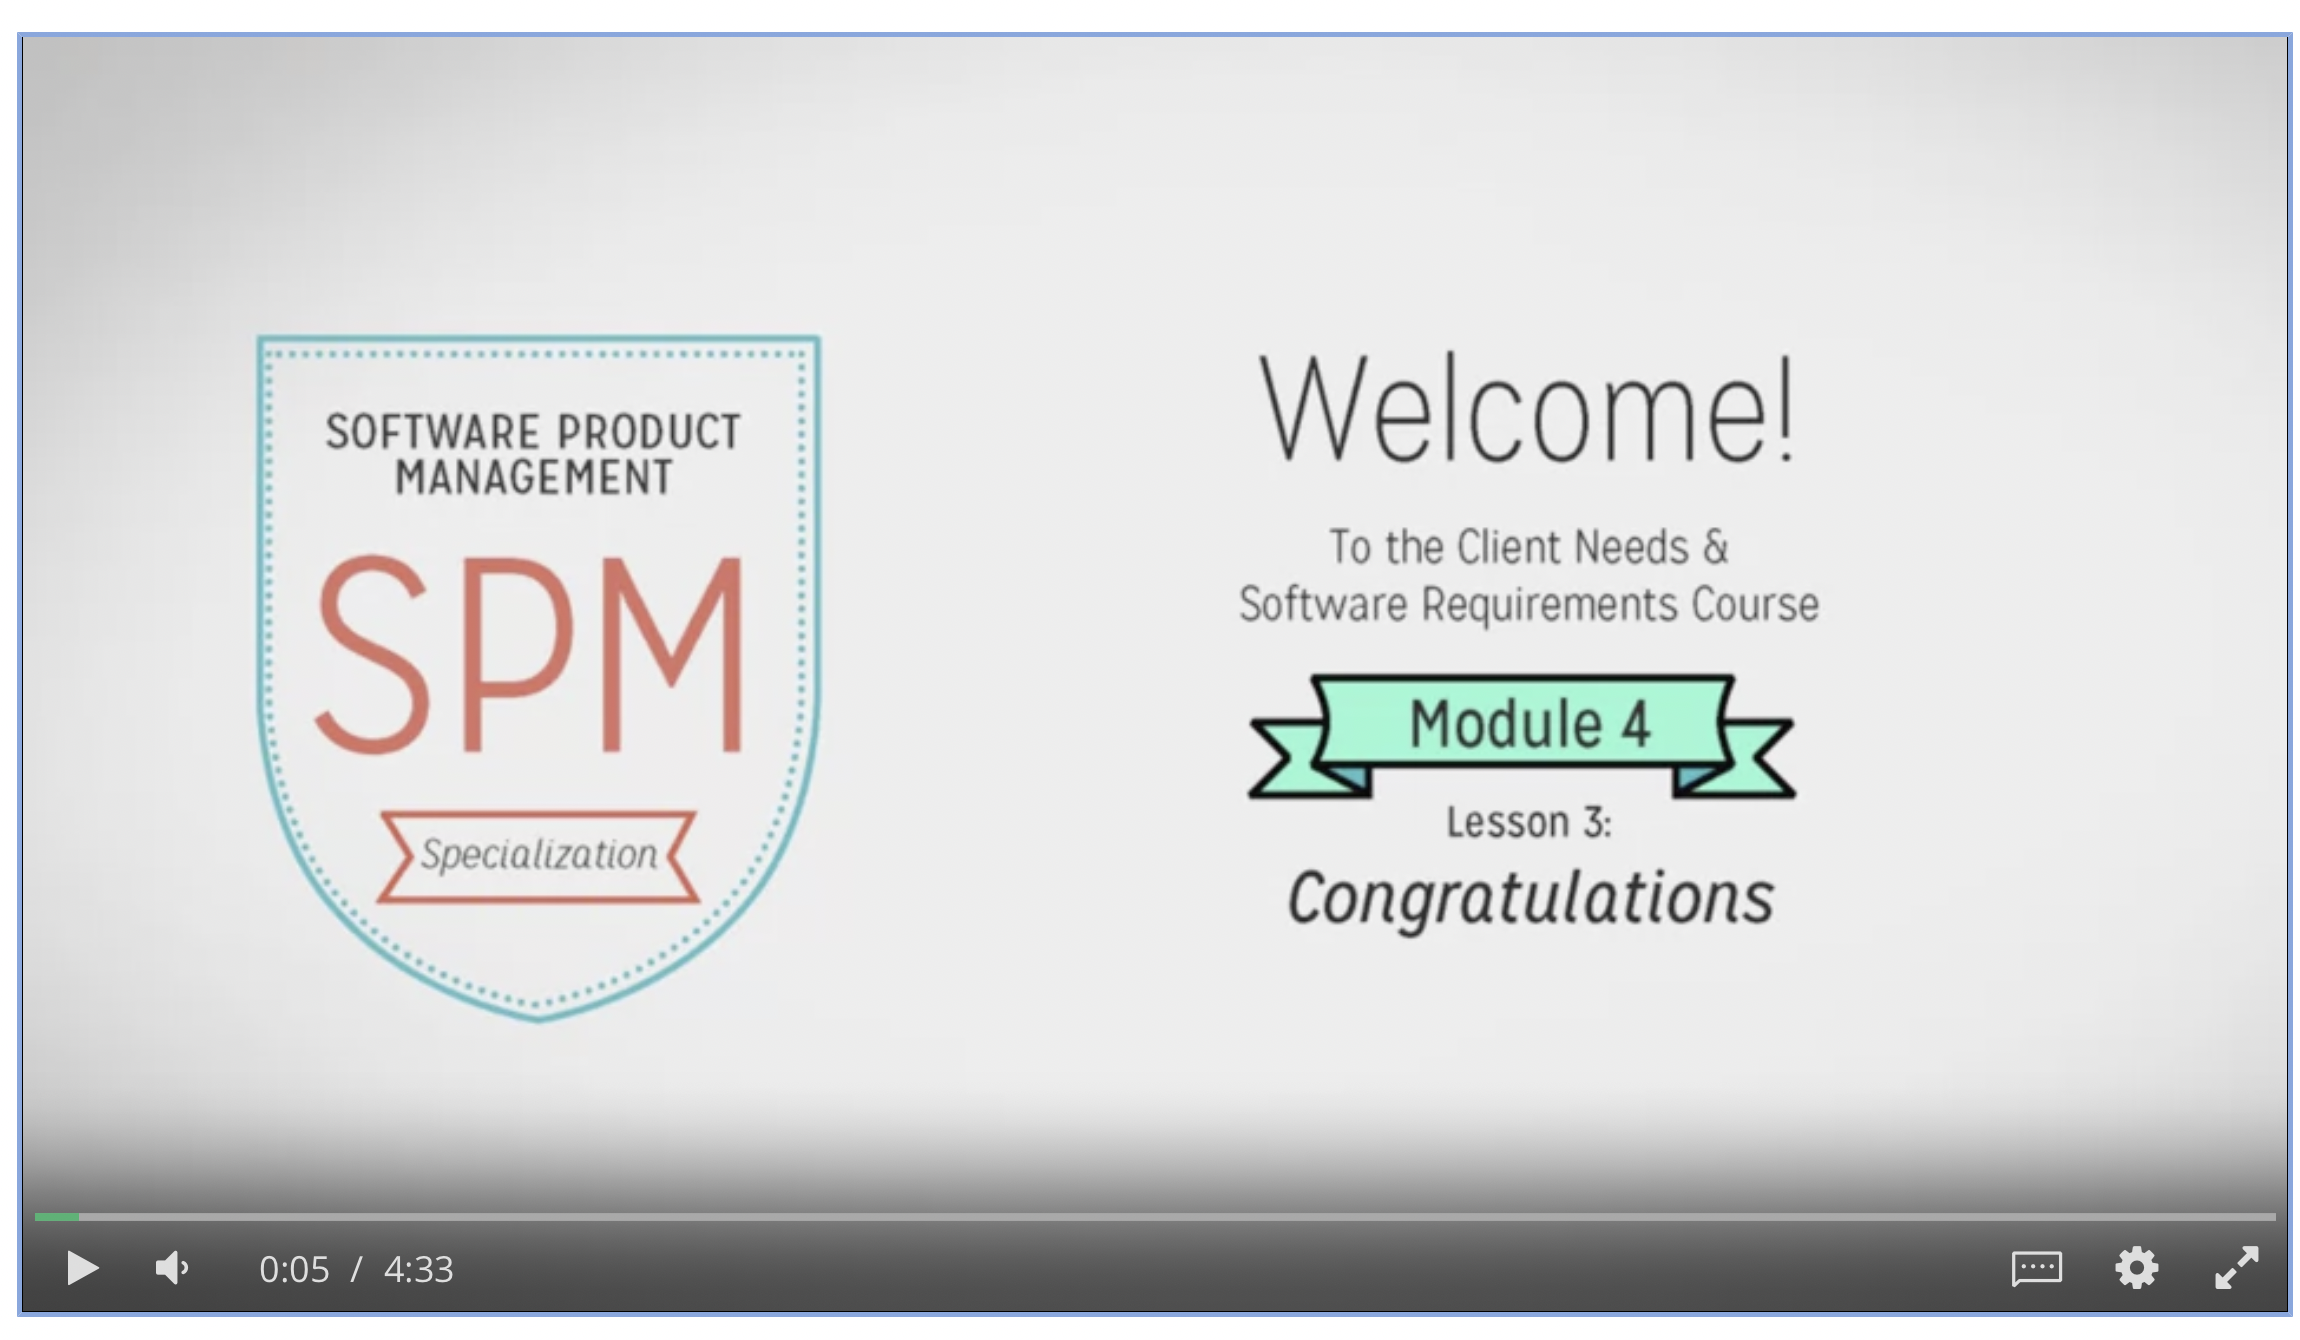 SOFTWARE PRODUCT
MANAGEMENT
SPM
Specialization
Welcome!
To the Client Needs &
Software Requirements Course
Module 4
Lesson 3:
Congratulations
0:05 / 4:33